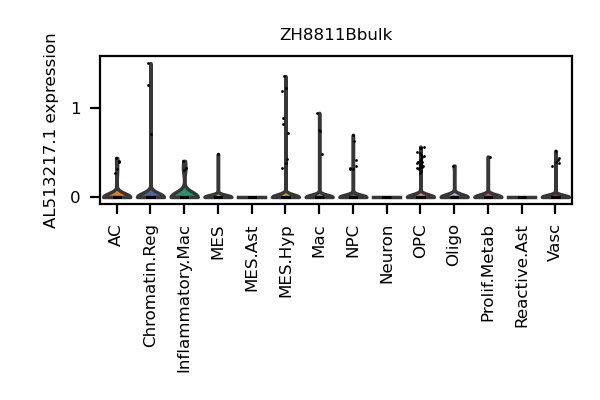 ZH8811Bbulk
AL513217.1 expression
1
0
AC
Chromatin.Reg
Inflammatory.Mac
MES
MES.Ast
MES.Hyp
Mac
NPC
Neuron
OPC
Oligo
Prolif.Metab
Reactive.Ast
Vasc